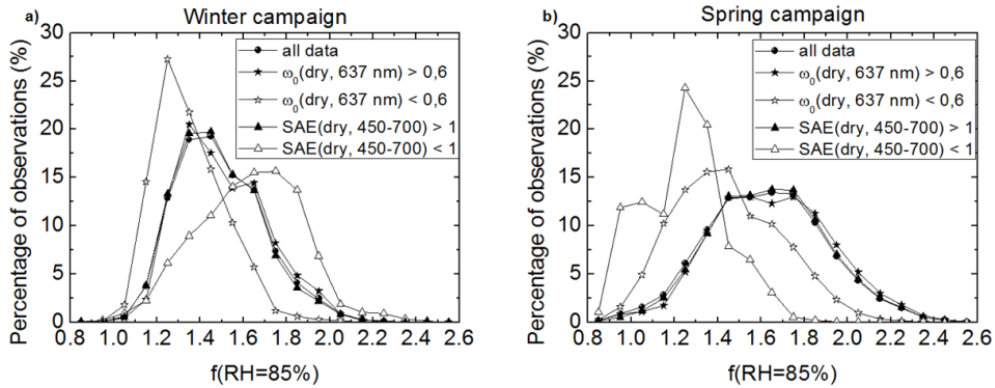 a)
Winter campaign
Percentage of observations (%)
30
25
20
15
10
5
0
all data
ω₀(dry, 637 nm) > 0,6
ω₀(dry, 637 nm) < 0,6
SAE(dry, 450-700) > 1
SAE(dry, 450-700) < 1
0.8 1.0 1.2 1.4 1.6 1.8 2.0 2.2 2.4 2.6
f(RH=85%)
b)
Spring campaign
Percentage of observations (%)
30
25
20
15
10
5
0
all data
ω₀(dry, 637 nm) > 0,6
ω₀(dry, 637 nm) < 0,6
SAE(dry, 450-700) > 1
SAE(dry, 450-700) < 1
0.8 1.0 1.2 1.4 1.6 1.8 2.0 2.2 2.4 2.6
f(RH=85%)